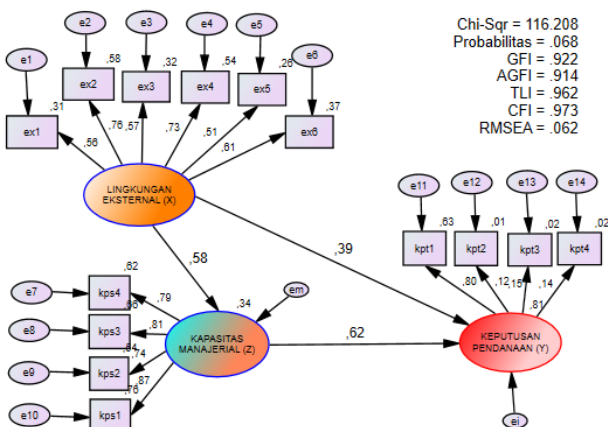 Chi-Sqr = 116.208
Probabilitas = .068
GFI = .922
AGFI = .914
TLI = .962
CFI = .973
RMSEA = .062
e1
e2
e3
e4
e5
e6
,31
,58
,32
,54
,26
,37
ex1
ex2
ex3
ex4
ex5
ex6
,56
,76
,57
,73
,51
,61
LINGKUNGAN
EKSTERNAL (X)
,58
,39
,62
e11
e12
e13
e14
,63
,01
,02
,02
kpt1
kpt2
kpt3
kpt4
,80
,12
,15
,14
,81
KEPUTUSAN
PENDANAAN (Y)
ei
em
,34
KAPASITAS
MANAJERIAL (Z)
e7
e8
e9
e10
,62
kps4
kps3
kps2
kps1
,66
,64
,76
,79
,81
,74
,87